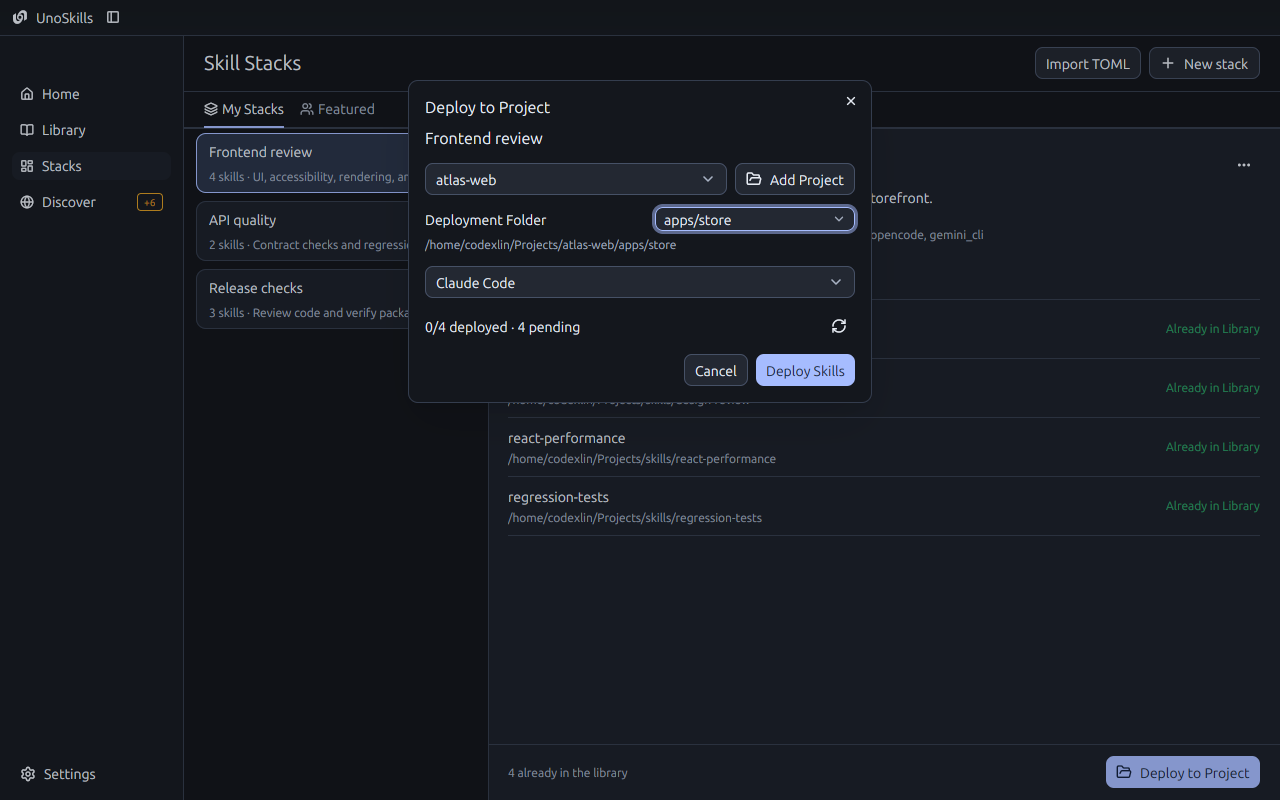 UnoSkills
Home
Library
Stacks
Discover
+6
Settings
Skill Stacks
Import TOML
New stack
My Stacks
Featured
Frontend review
4 skills · UI, accessibility, rendering,
API quality
2 skills · Contract checks and
Release checks
3 skills · Review code and verify
Deploy to Project
Frontend review
atlas-web
Add Project
Deployment Folder
apps/store
/home/codexlin/Projects/atlas-web/apps/store
Claude Code
0/4 deployed · 4 pending
Cancel
Deploy Skills
opencode, gemini_cli
Already in Library
Already in Library
react-performance
/home/codexlin/Projects/skills/react-performance
Already in Library
regression-tests
/home/codexlin/Projects/skills/regression-tests
Already in Library
4 already in the library
Deploy to Project